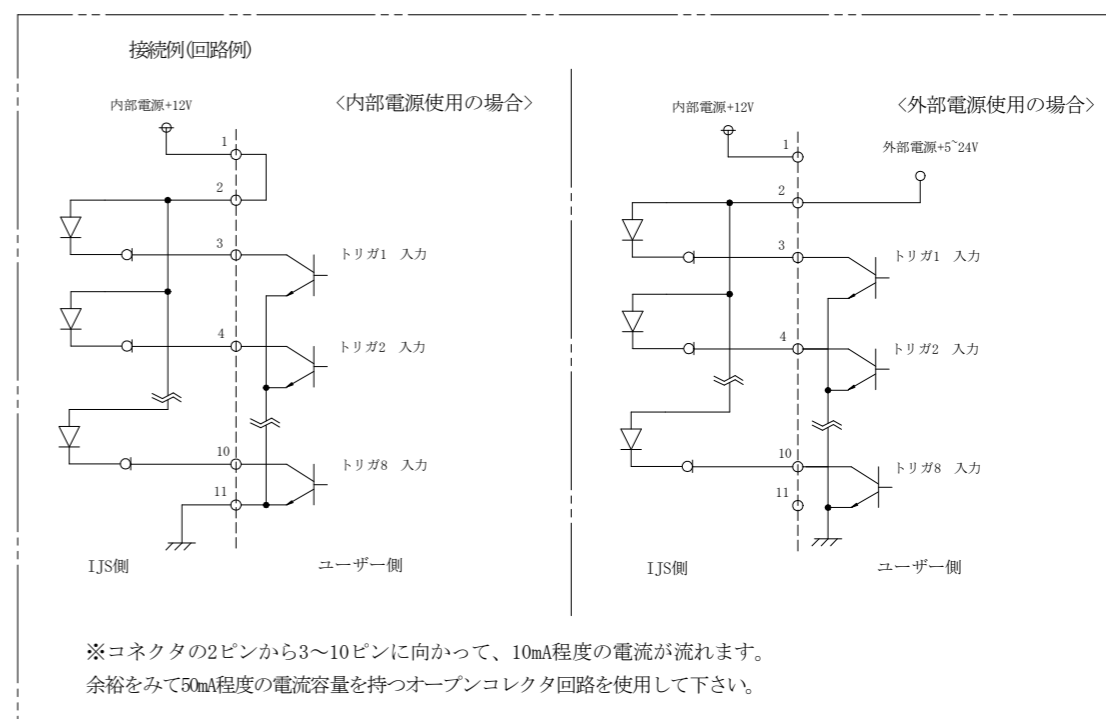 接続例(回路例)
〈内部電源使用の場合〉
内部電源+12V
1
2
3
トリガ1 入力
4
トリガ2 入力
10
トリガ8 入力
11
IJS側
ユーザー側
〈外部電源使用の場合〉
内部電源+12V
外部電源+5~24V
1
2
3
トリガ1 入力
4
トリガ2 入力
10
トリガ8 入力
11
IJS側
ユーザー側
※コネクタの2ピンから3～10ピンに向かって、10mA程度の電流が流れます。
余裕をみて50mA程度の電流容量を持つオープンコレクタ回路を使用して下さい。